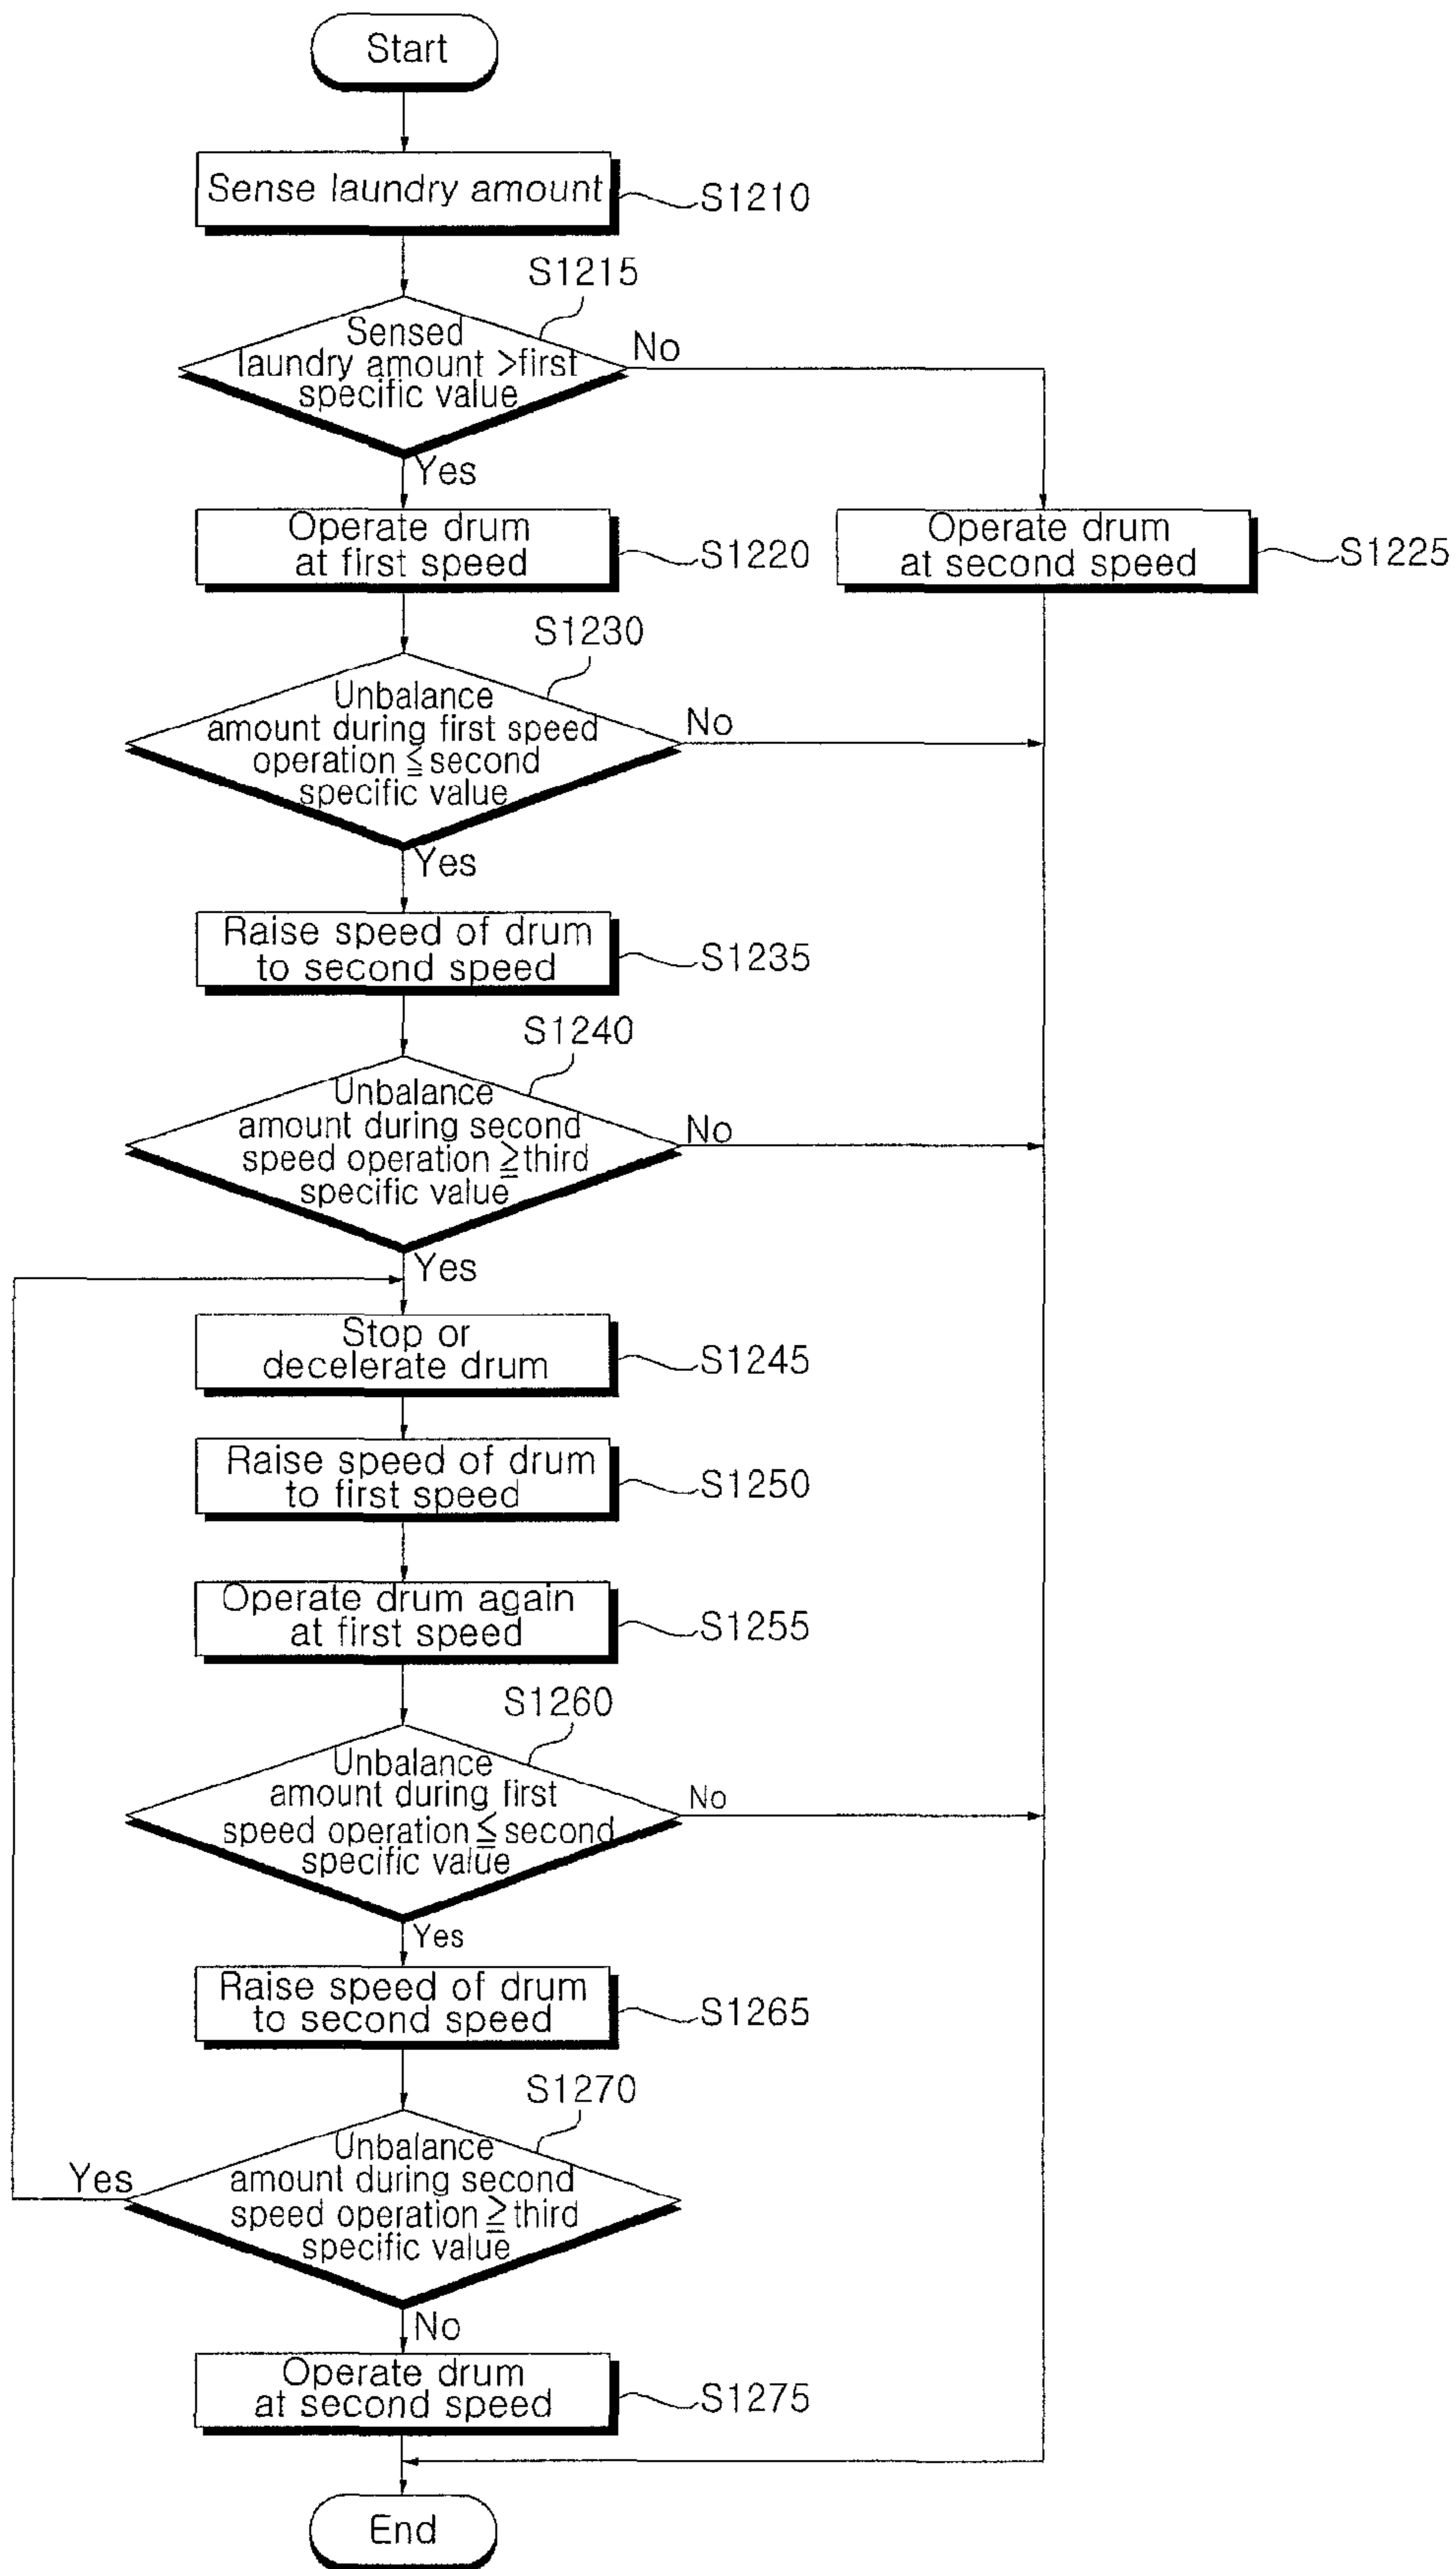 Start
Sense laundry amount
S1210
S1215
Sensed
laundry amount >first
specific value
No
Yes
Operate drum
at first speed
S1220
Operate drum
at second speed
S1225
S1230
Unbalance
amount during first speed
operation ≦second
specific value
No
Yes
Raise speed of drum
to second speed
S1235
S1240
Unbalance
amount during second
speed operation ≧third
specific value
No
Yes
Stop or
decelerate drum
S1245
Raise speed of drum
to first speed
S1250
Operate drum again
at first speed
S1255
S1260
Unbalance
amount during first
speed operation ≦second
specific value
No
Yes
Raise speed of drum
to second speed
S1265
S1270
Unbalance
amount during second
speed operation ≧third
specific value
Yes
No
Operate drum
at second speed
S1275
End